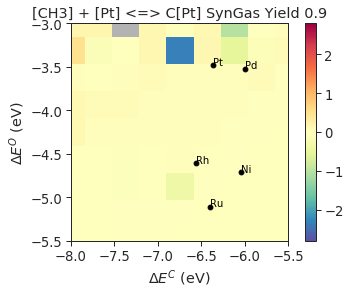 [CH3] + [Pt] <=> C[Pt] SynGas Yield 0.9
−3.0
−3.5
−4.0
−4.5
−5.0
−5.5
ΔE^O (eV)
Pt
Pd
Rh
Ni
Ru
−8.0 −7.5 −7.0 −6.5 −6.0 −5.5
ΔE^C (eV)
2
1
0
−1
−2